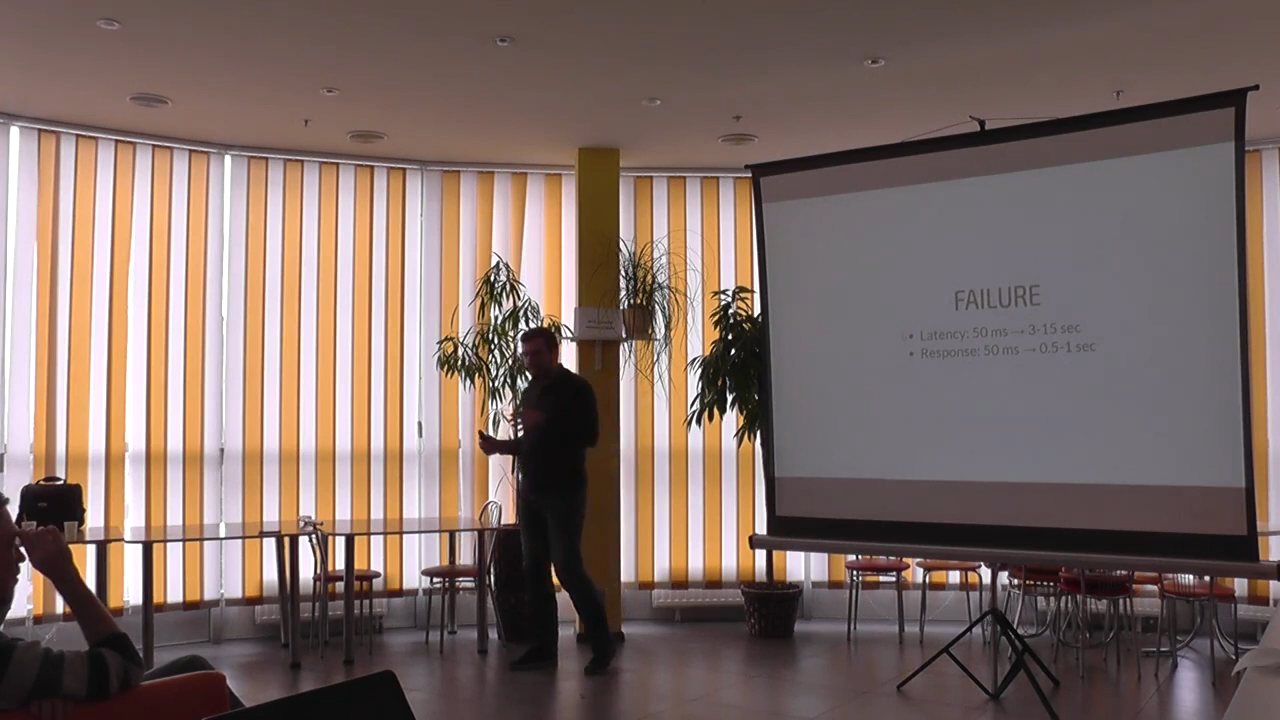 FAILURE
• Latency: 50 ms → 3-15 sec
• Response: 50 ms → 0.5-1 sec